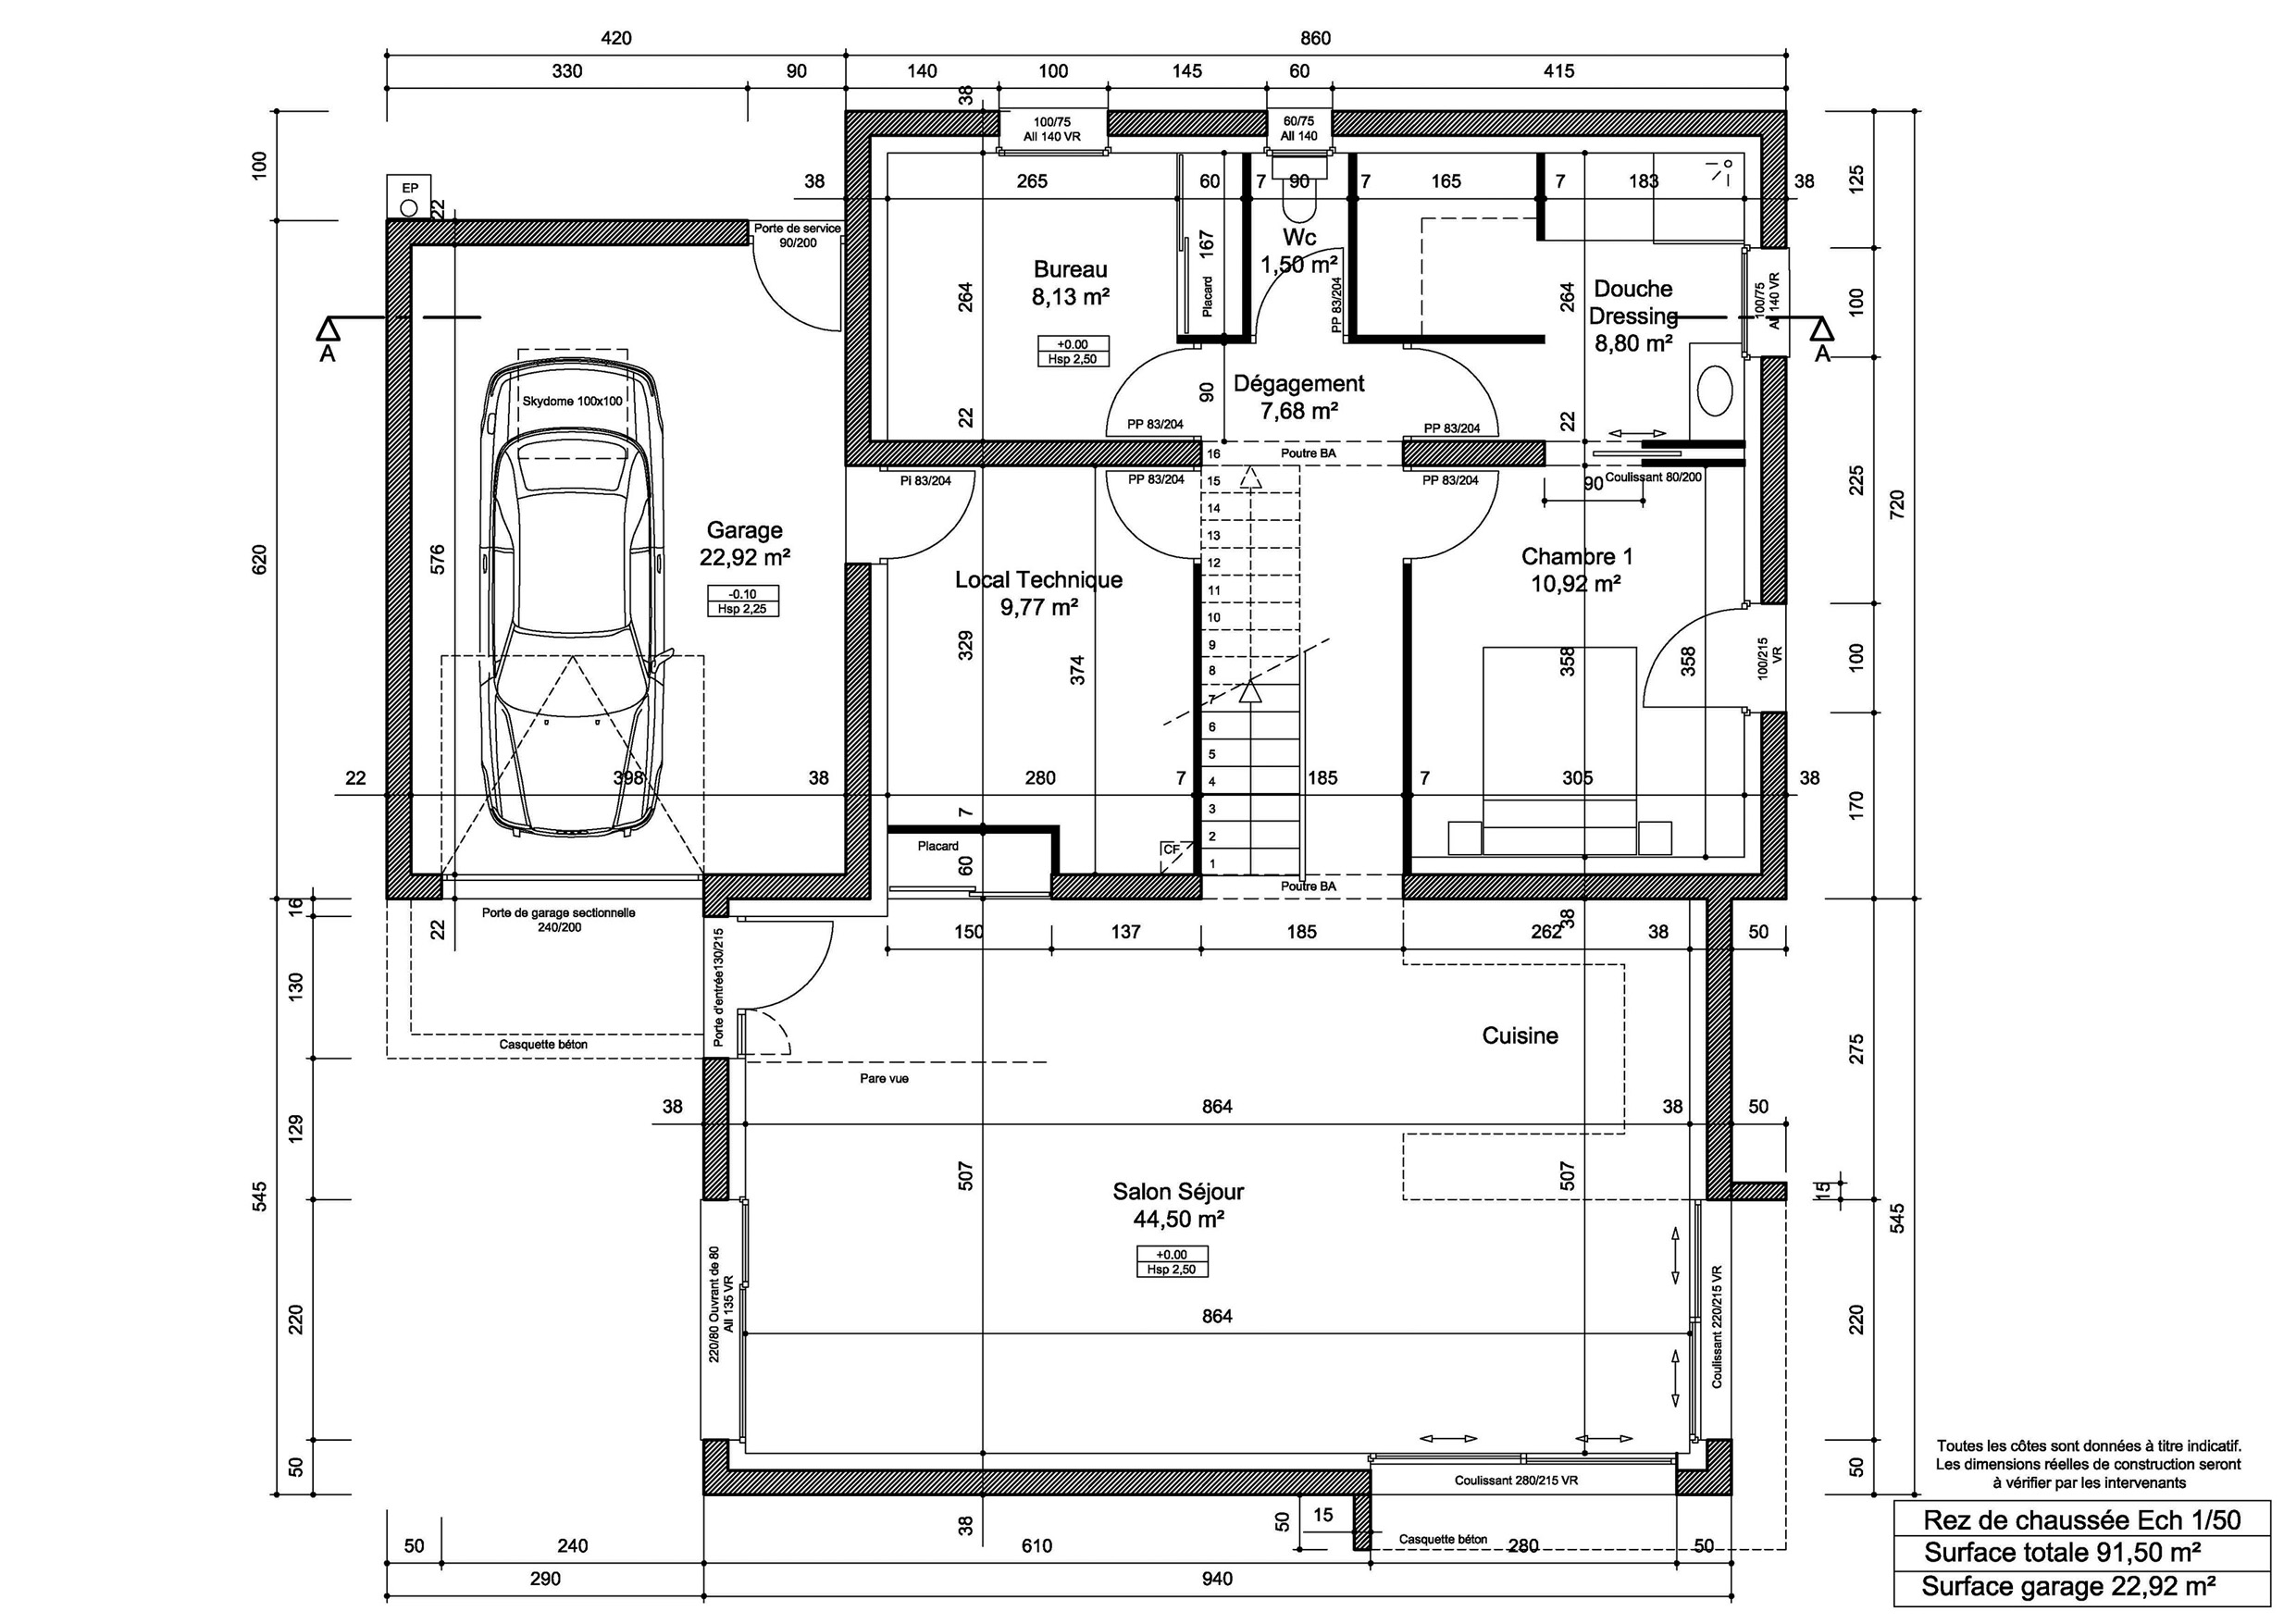 420
860
330
90
140
100
145
60
415
38
100/75
All 140 VR
60/75
All 140
100
125
EP
22
38
265
60
7
90
7
165
7
183
38
Porte de service
90/200
Wc
1,50 m²
167
Placard
PP 83/204
Bureau
8,13 m²
264
+0.00
Hsp 2,50
264
Douche
Dressing
8,80 m²
100/75
All 140 VR
100
A
A
Skydome 100x100
Dégagement
7,68 m²
90
22
22
PP 83/204
PP 83/204
Poutre BA
16
15
14
13
12
11
10
9
8
7
6
5
4
3
2
1
Pi 83/204
PP 83/204
PP 83/204
90
Coulissant 80/200
225
720
620
576
Garage
22,92 m²
-0.10
Hsp 2,25
Local Technique
9,77 m²
Chambre 1
10,92 m²
329
374
358
358
100/215
VR
100
22
398
38
280
7
185
7
305
38
170
7
Placard
60
CF
Poutre BA
16
22
Porte de garage sectionnelle
240/200
38
150
137
185
262
38
50
130
Porte d'entrée130/215
Casquette béton
Pare vue
Cuisine
275
129
38
864
38
50
545
507
507
Salon Séjour
44,50 m²
+0.00
Hsp 2,50
15
545
220
220/80 Ouvrant de 80
All 135 VR
864
Coulissant 220/215 VR
220
50
Coulissant 280/215 VR
50
Toutes les côtes sont données à titre indicatif.
Les dimensions réelles de construction seront
à vérifier par les intervenants
38
50
15
Casquette béton
50
240
610
280
50
290
940
Rez de chaussée Ech 1/50
Surface totale 91,50 m²
Surface garage 22,92 m²